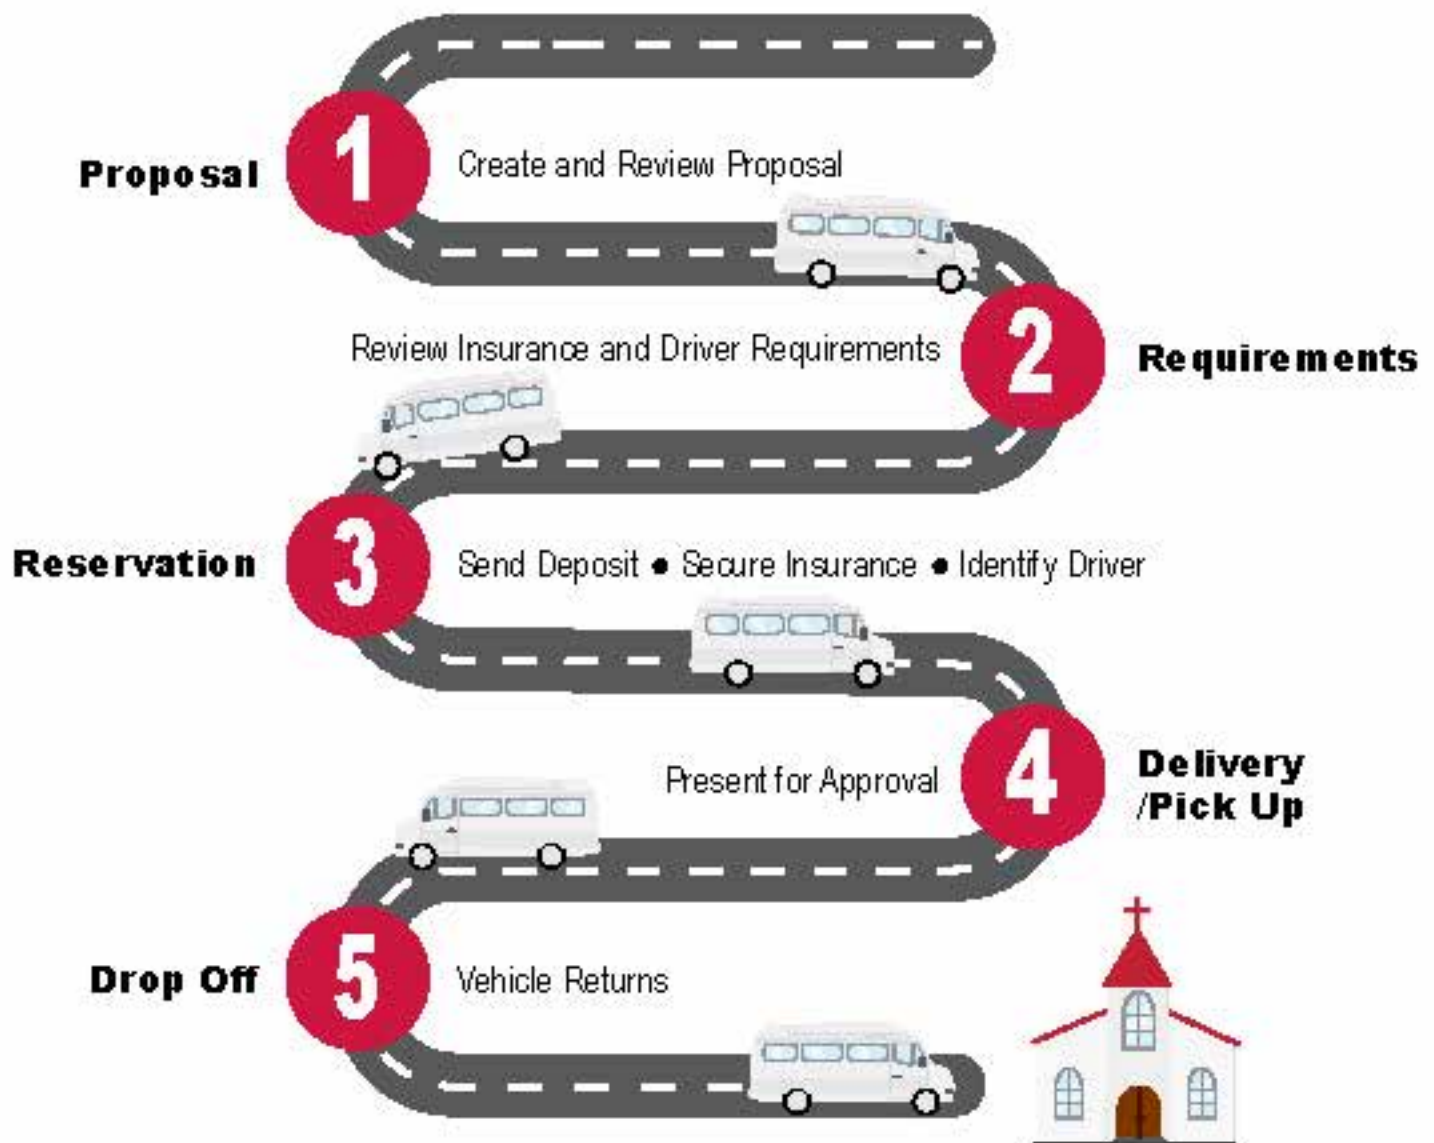 Proposal 1 Create and Review Proposal
Review Insurance and Driver Requirements 2 Requirements
Reservation 3 Send Deposit ● Secure Insurance ● Identify Driver
Present for Approval 4 Delivery
/Pick Up
Drop Off 5 Vehicle Returns